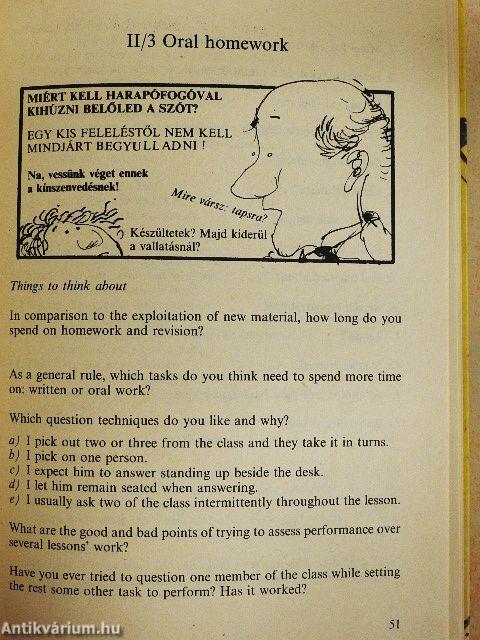 II/3 Oral homework
MIÉRT KELL HARAPÓFOGÓVAL
KIHÚZNI BELŐLED A SZÓT?
EGY KIS FELELÉSTŐL NEM KELL
MINDJÁRT BEGYULLADNI !
Na, vessünk véget ennek
a kínszenvedésnek!
Mire vársz: tapsra?
Készültetek? Majd kiderül
a vallatásnál?
Things to think about
In comparison to the exploitation of new material, how long do you
spend on homework and revision?
As a general rule, which tasks do you think need to spend more time
on: written or oral work?
Which question techniques do you like and why?
a) I pick out two or three from the class and they take it in turns.
b) I pick on one person.
c) I expect him to answer standing up beside the desk.
d) I let him remain seated when answering.
e) I usually ask two of the class intermittently throughout the lesson.
What are the good and bad points of trying to assess performance over
several lessons' work?
Have you ever tried to question one member of the class while setting
the rest some other task to perform? Has it worked?
51
Antikvárium.hu